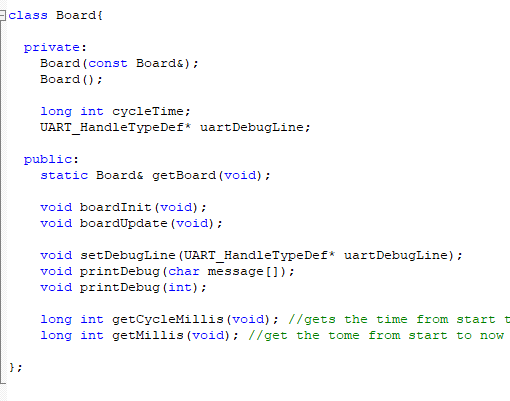 class Board{
private:
Board(const Board&);
Board();
long int cycleTime;
UART_HandleTypeDef* uartDebugLine;
public:
static Board& getBoard(void);
void boardInit(void);
void boardUpdate(void);
void setDebugLine(UART_HandleTypeDef* uartDebugLine);
void printDebug(char message[]);
void printDebug(int);
long int getCycleMillis(void); //gets the time from start
long int getMillis(void); //get the tome from start to now
};